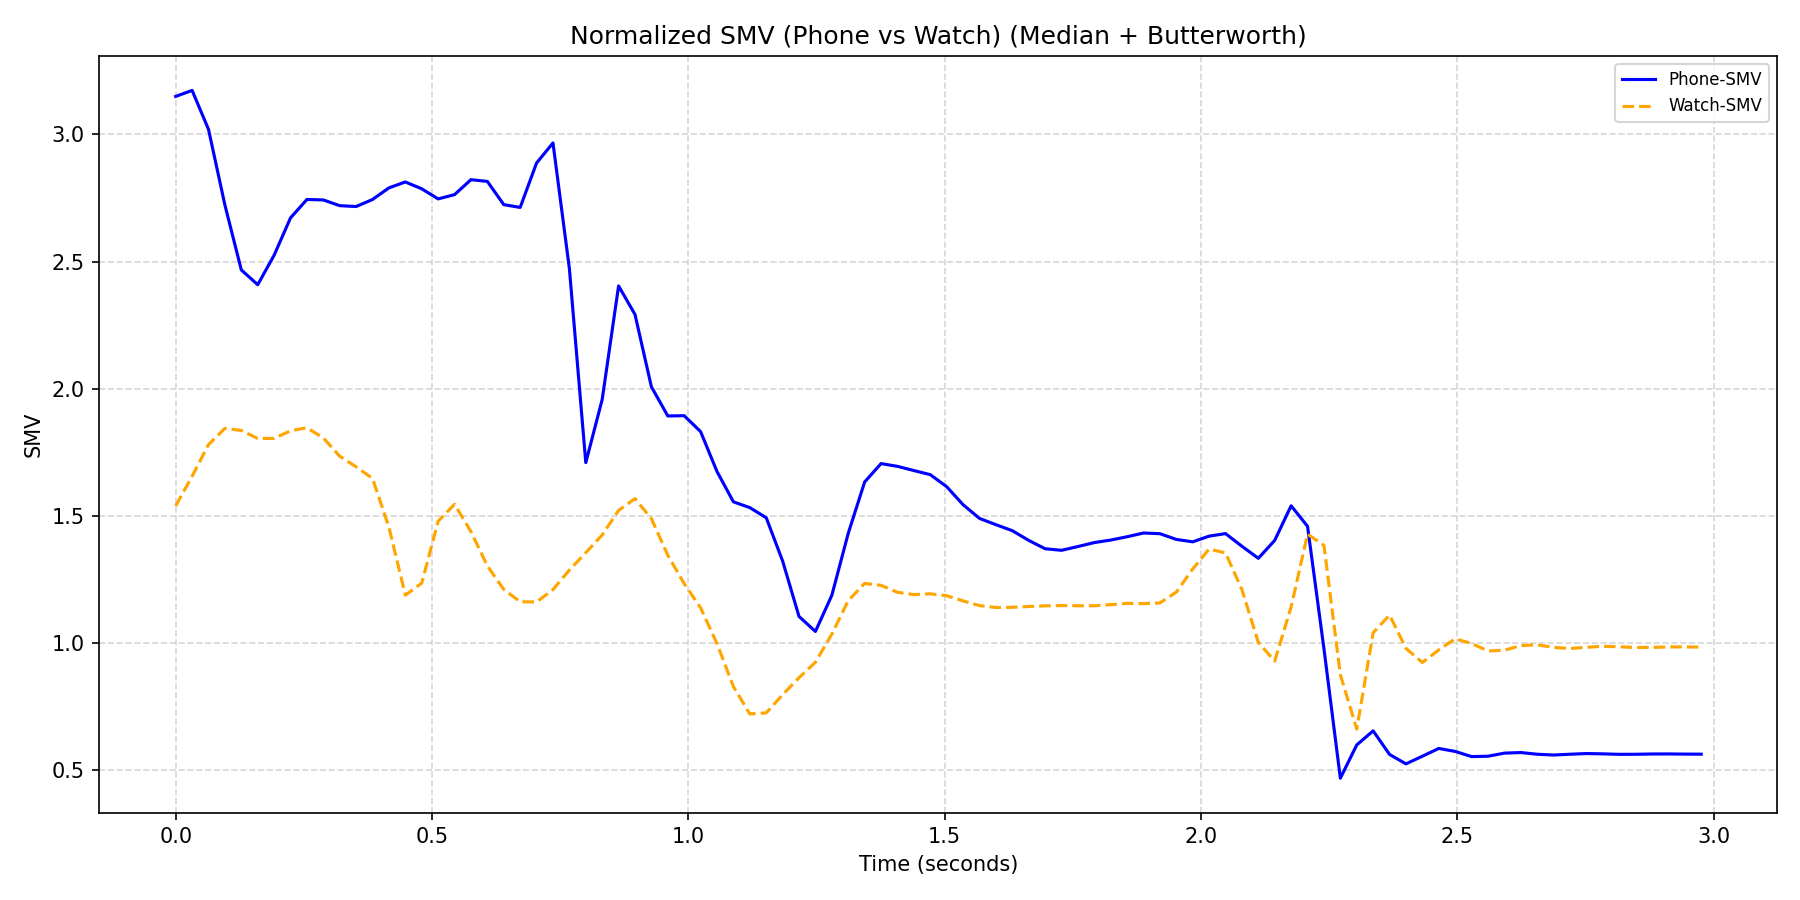 Normalized SMV (Phone vs Watch) (Median + Butterworth)
Phone-SMV
Watch-SMV
SMV
3.0
2.5
2.0
1.5
1.0
0.5
0.0 0.5 1.0 1.5 2.0 2.5 3.0
Time (seconds)